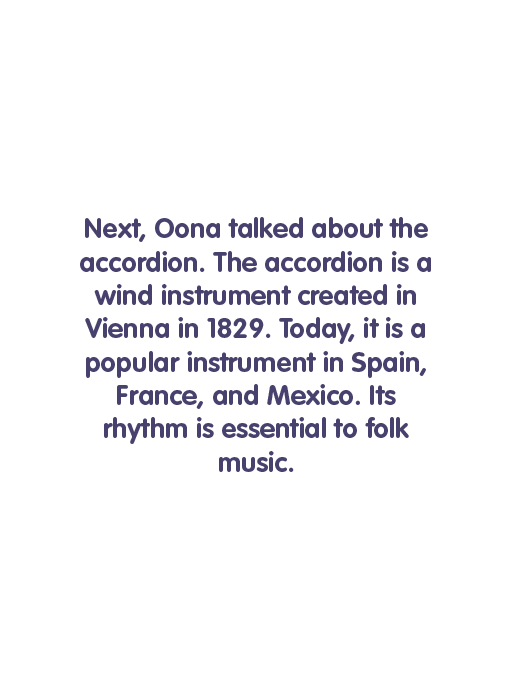 Next, Oona talked about the
accordion. The accordion is a
wind instrument created in
Vienna in 1829. Today, it is a
popular instrument in Spain,
France, and Mexico. Its
rhythm is essential to folk
music.